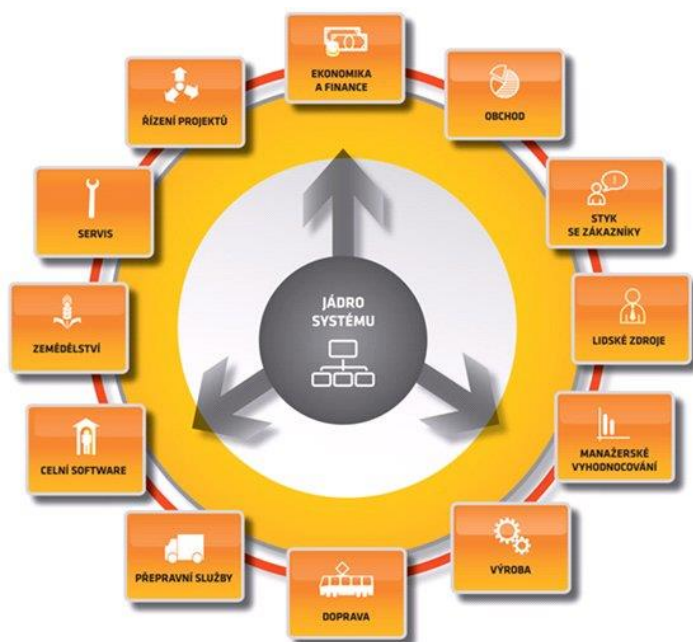 EKONOMIKA
A FINANCE
OBCHOD
STYK
SE ZÁKAZNÍKY
LIDSKÉ ZDROJE
MANAŽERSKÉ
VYHODNOCOVÁNÍ
VÝROBA
DOPRAVA
PŘEPRAVNÍ SLUŽBY
CELNÍ SOFTWARE
ZEMĚDĚLSTVÍ
SERVIS
ŘÍZENÍ PROJEKTŮ
JÁDRO
SYSTÉMU